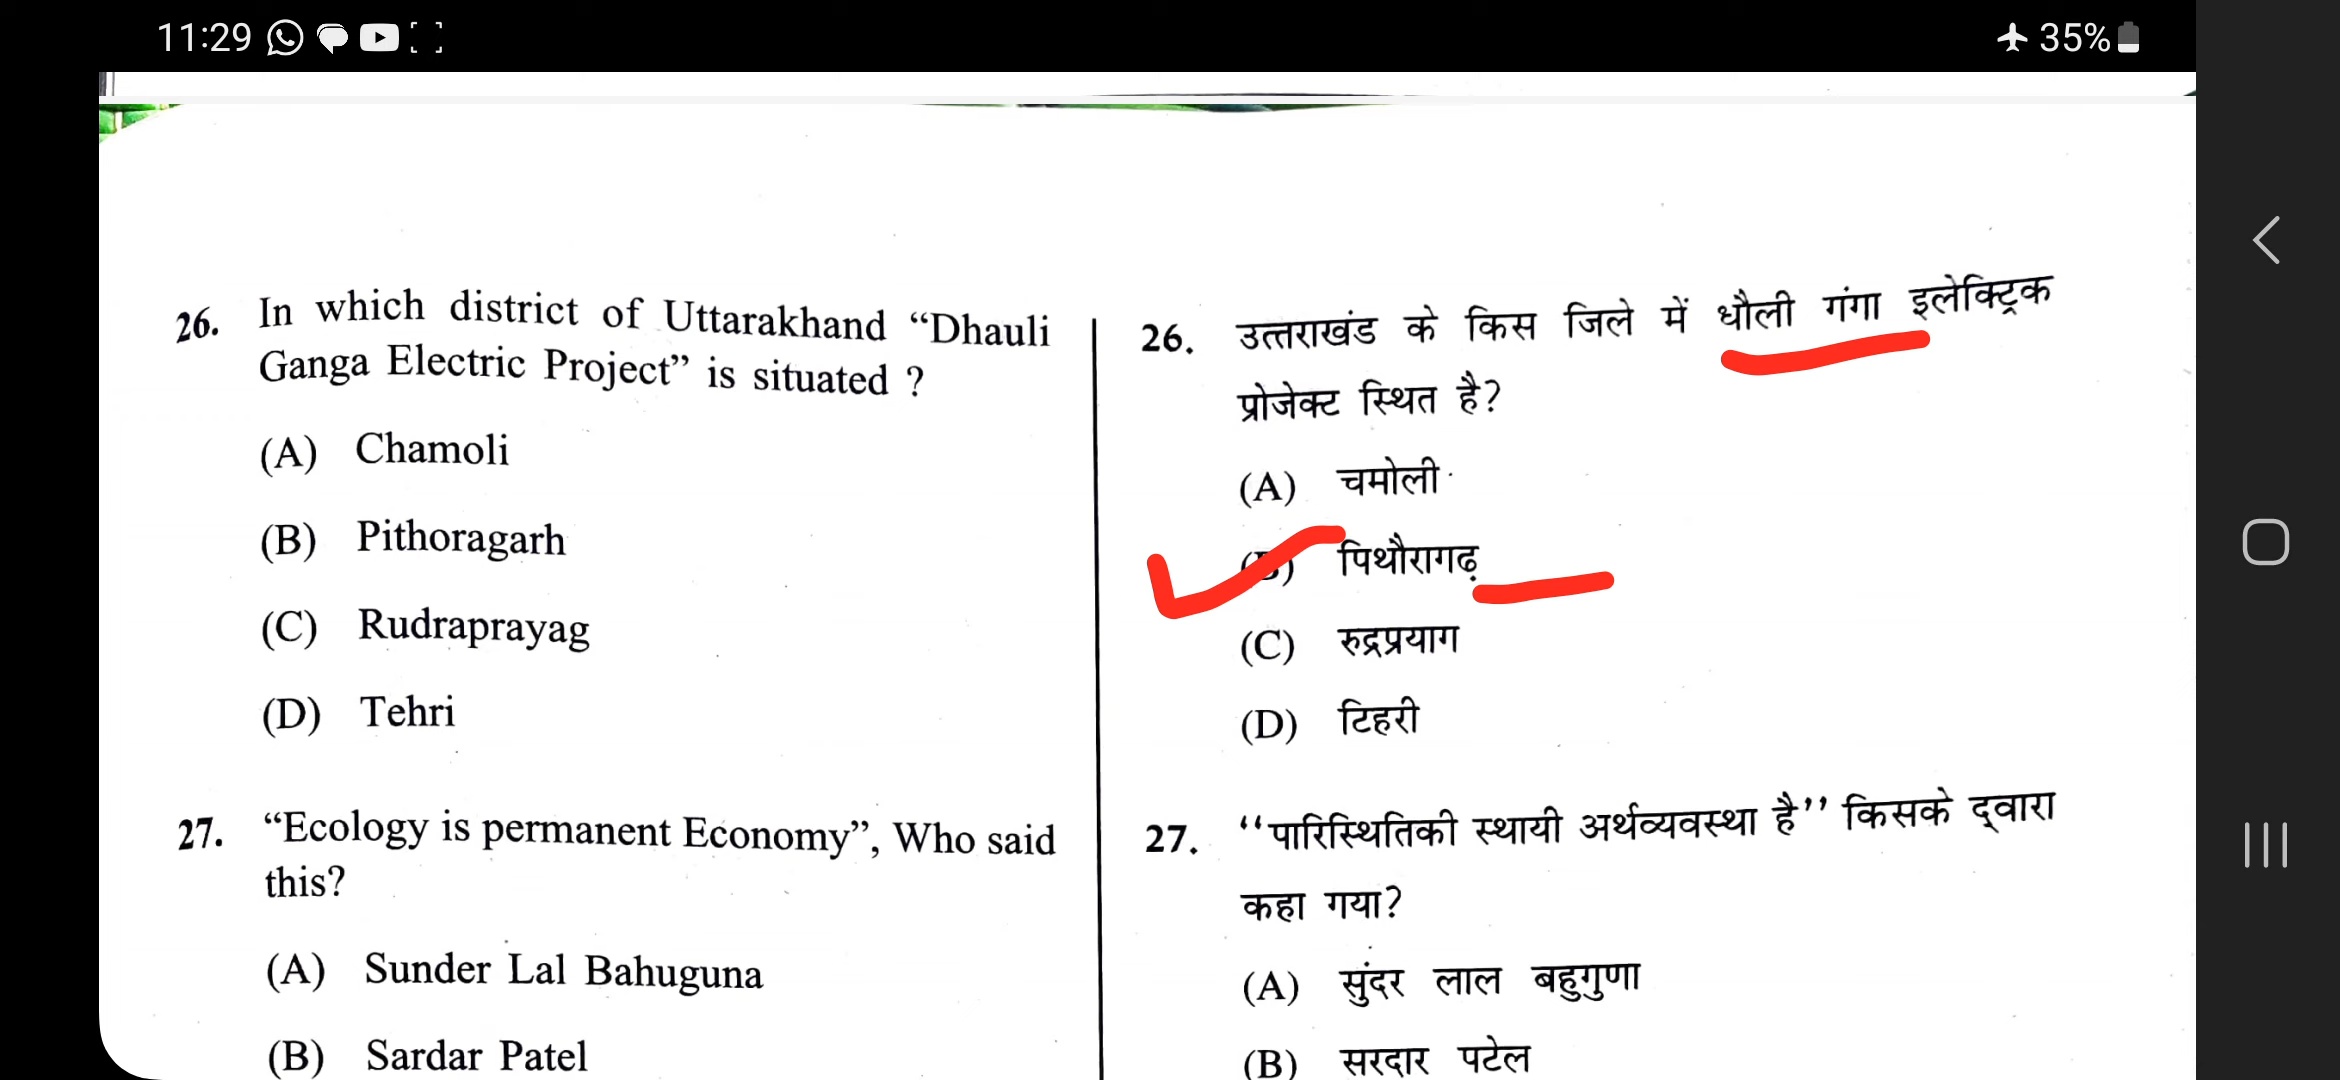 11:29
35%
26. In which district of Uttarakhand “Dhauli
Ganga Electric Project” is situated ?
(A) Chamoli
(B) Pithoragarh
(C) Rudraprayag
(D) Tehri
27. “Ecology is permanent Economy”, Who said
this?
(A) Sunder Lal Bahuguna
(B) Sardar Patel
26. उत्तराखंड के किस जिले में धौली गंगा इलेक्ट्रिक
प्रोजेक्ट स्थित है?
(A) चमोली
(B) पिथौरागढ़
(C) रुद्रप्रयाग
(D) टिहरी
27. ‘‘पारिस्थितिकी स्थायी अर्थव्यवस्था है’’ किसके द्वारा
कहा गया?
(A) सुंदर लाल बहुगुणा
(B) सरदार पटेल